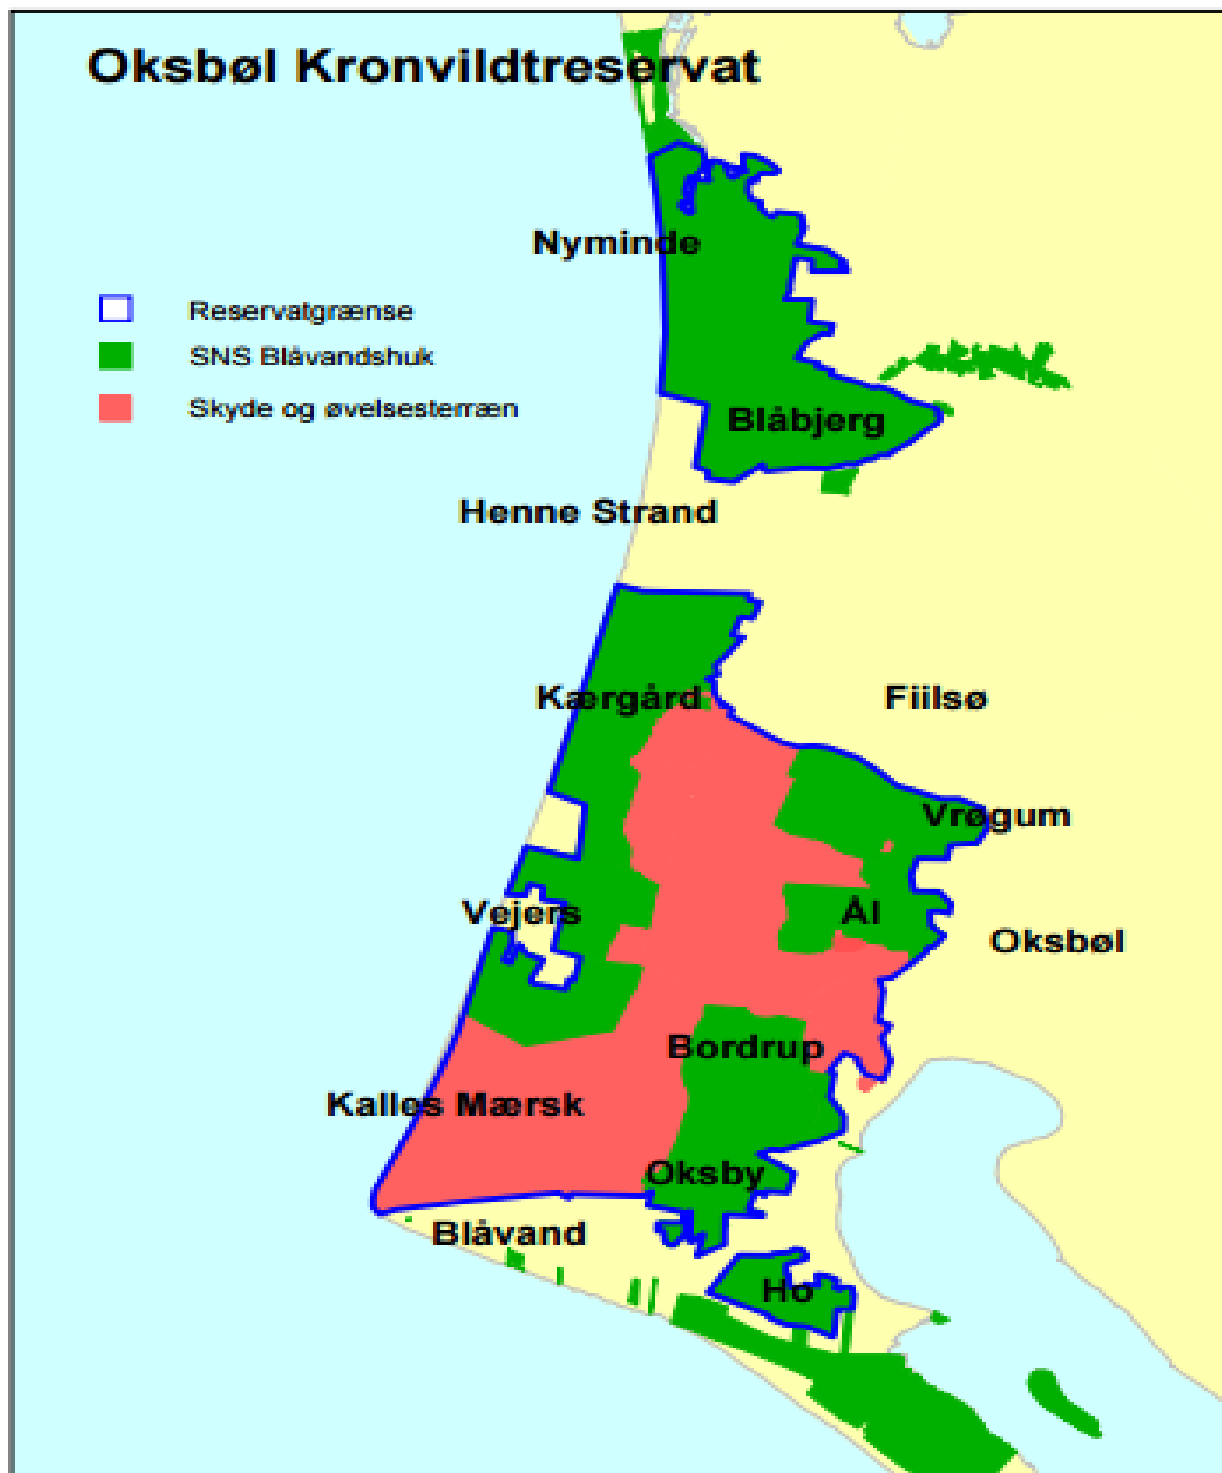 Oksbøl Kronvildtreservat
Nyminde
Reservatgrænse
SNS Blåvandshuk
Skyde og øvelsesterræn
Blåbjerg
Henne Strand
Kærgård
Fiilsø
Vrøgum
Vejers
Ål
Oksbøl
Bordrup
Kalles Mærsk
Oksby
Blåvand
Ho